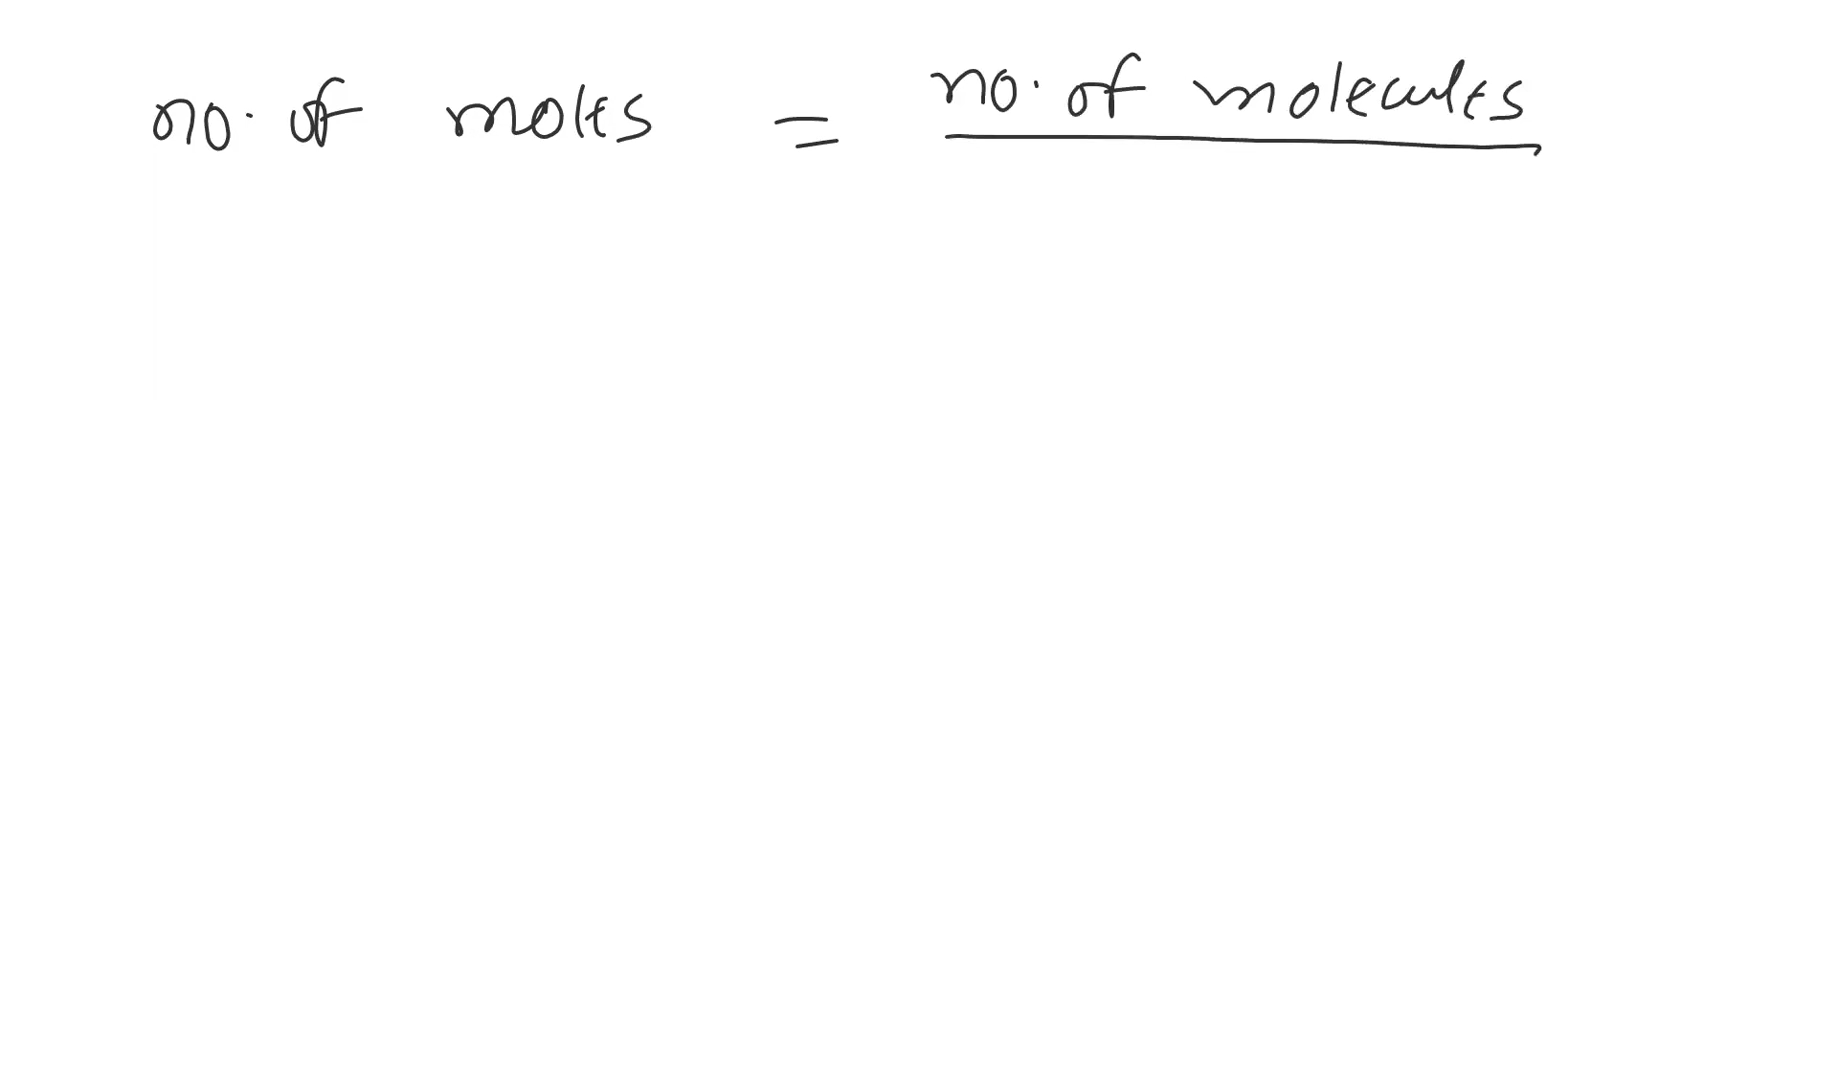 no. of moles = no. of molecules